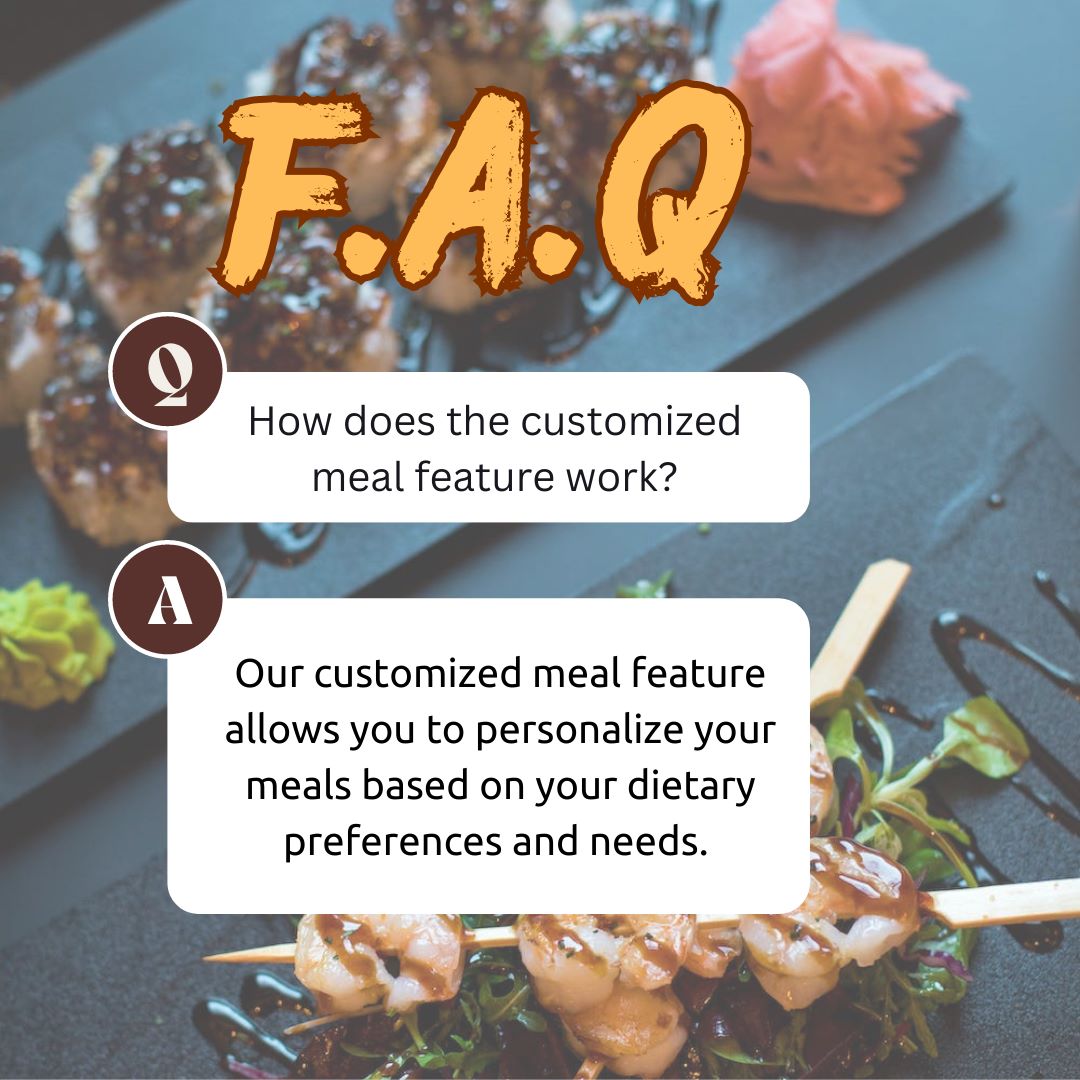 F.A.Q
Q
How does the customized
meal feature work?
A
Our customized meal feature
allows you to personalize your
meals based on your dietary
preferences and needs.